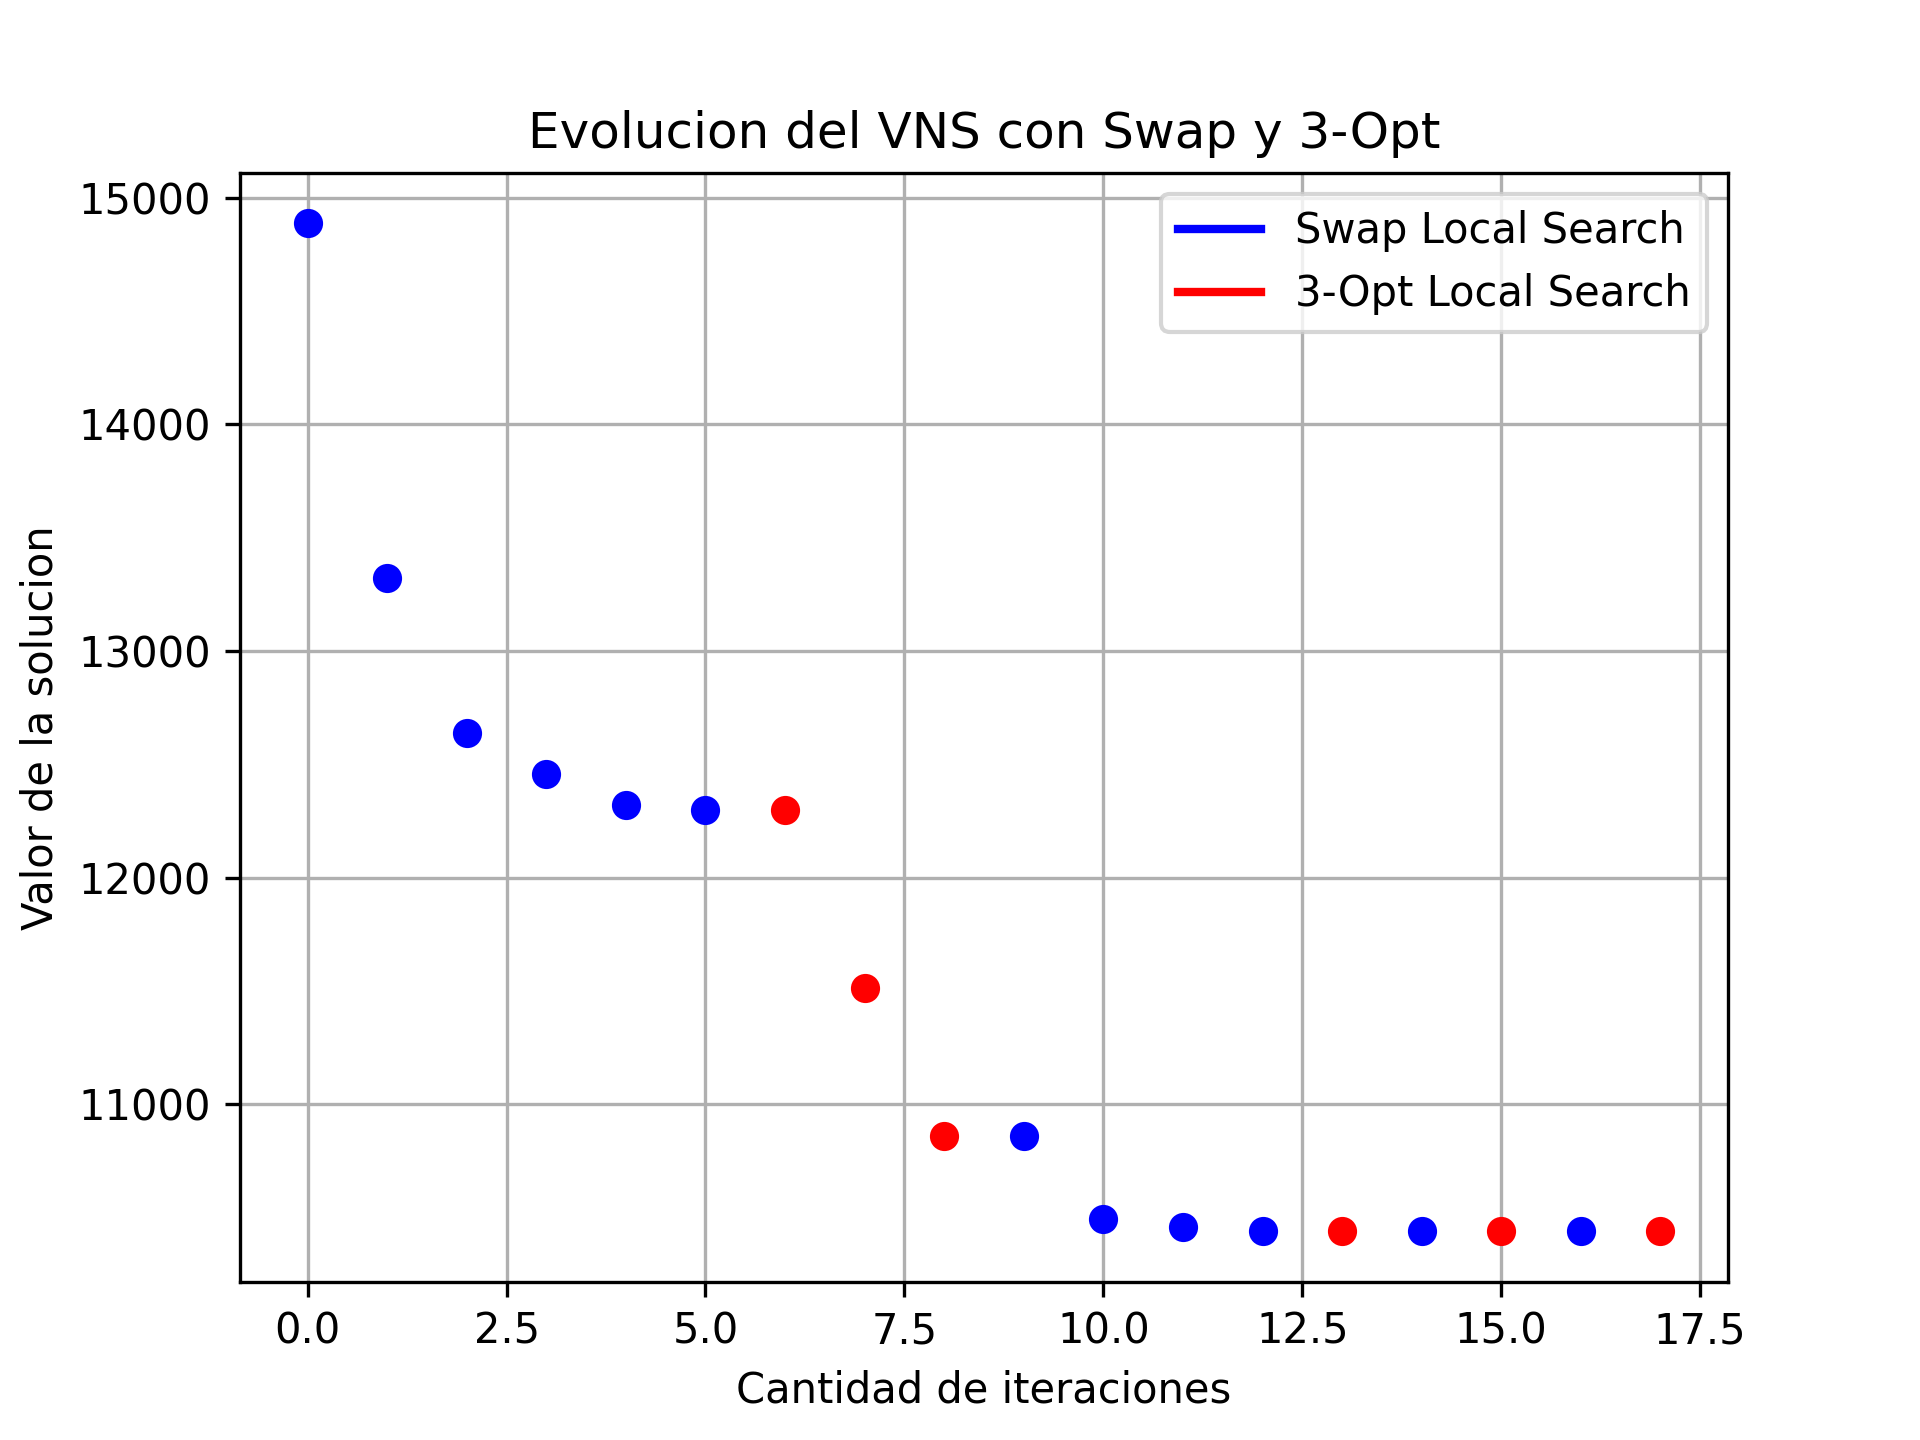 Evolucion del VNS con Swap y 3-Opt
Swap Local Search
3-Opt Local Search
Valor de la solucion
15000
14000
13000
12000
11000
0.0 2.5 5.0 7.5 10.0 12.5 15.0 17.5
Cantidad de iteraciones